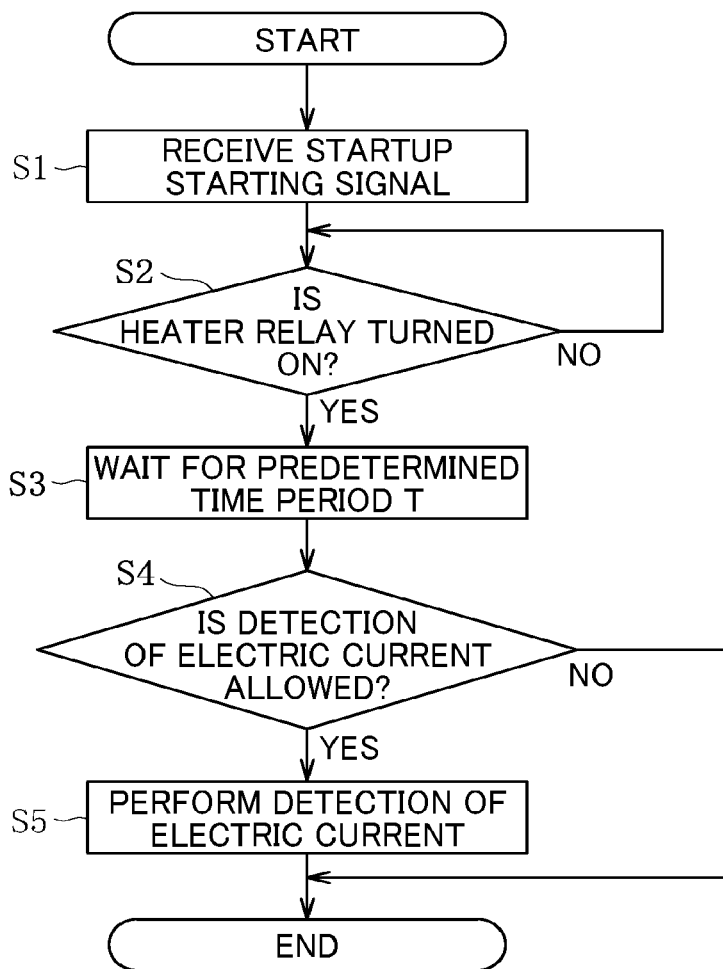 START
S1
RECEIVE STARTUP
STARTING SIGNAL
S2
IS
HEATER RELAY TURNED
ON?
NO
YES
S3
WAIT FOR PREDETERMINED
TIME PERIOD T
S4
IS DETECTION
OF ELECTRIC CURRENT
ALLOWED?
NO
YES
S5
PERFORM DETECTION OF
ELECTRIC CURRENT
END